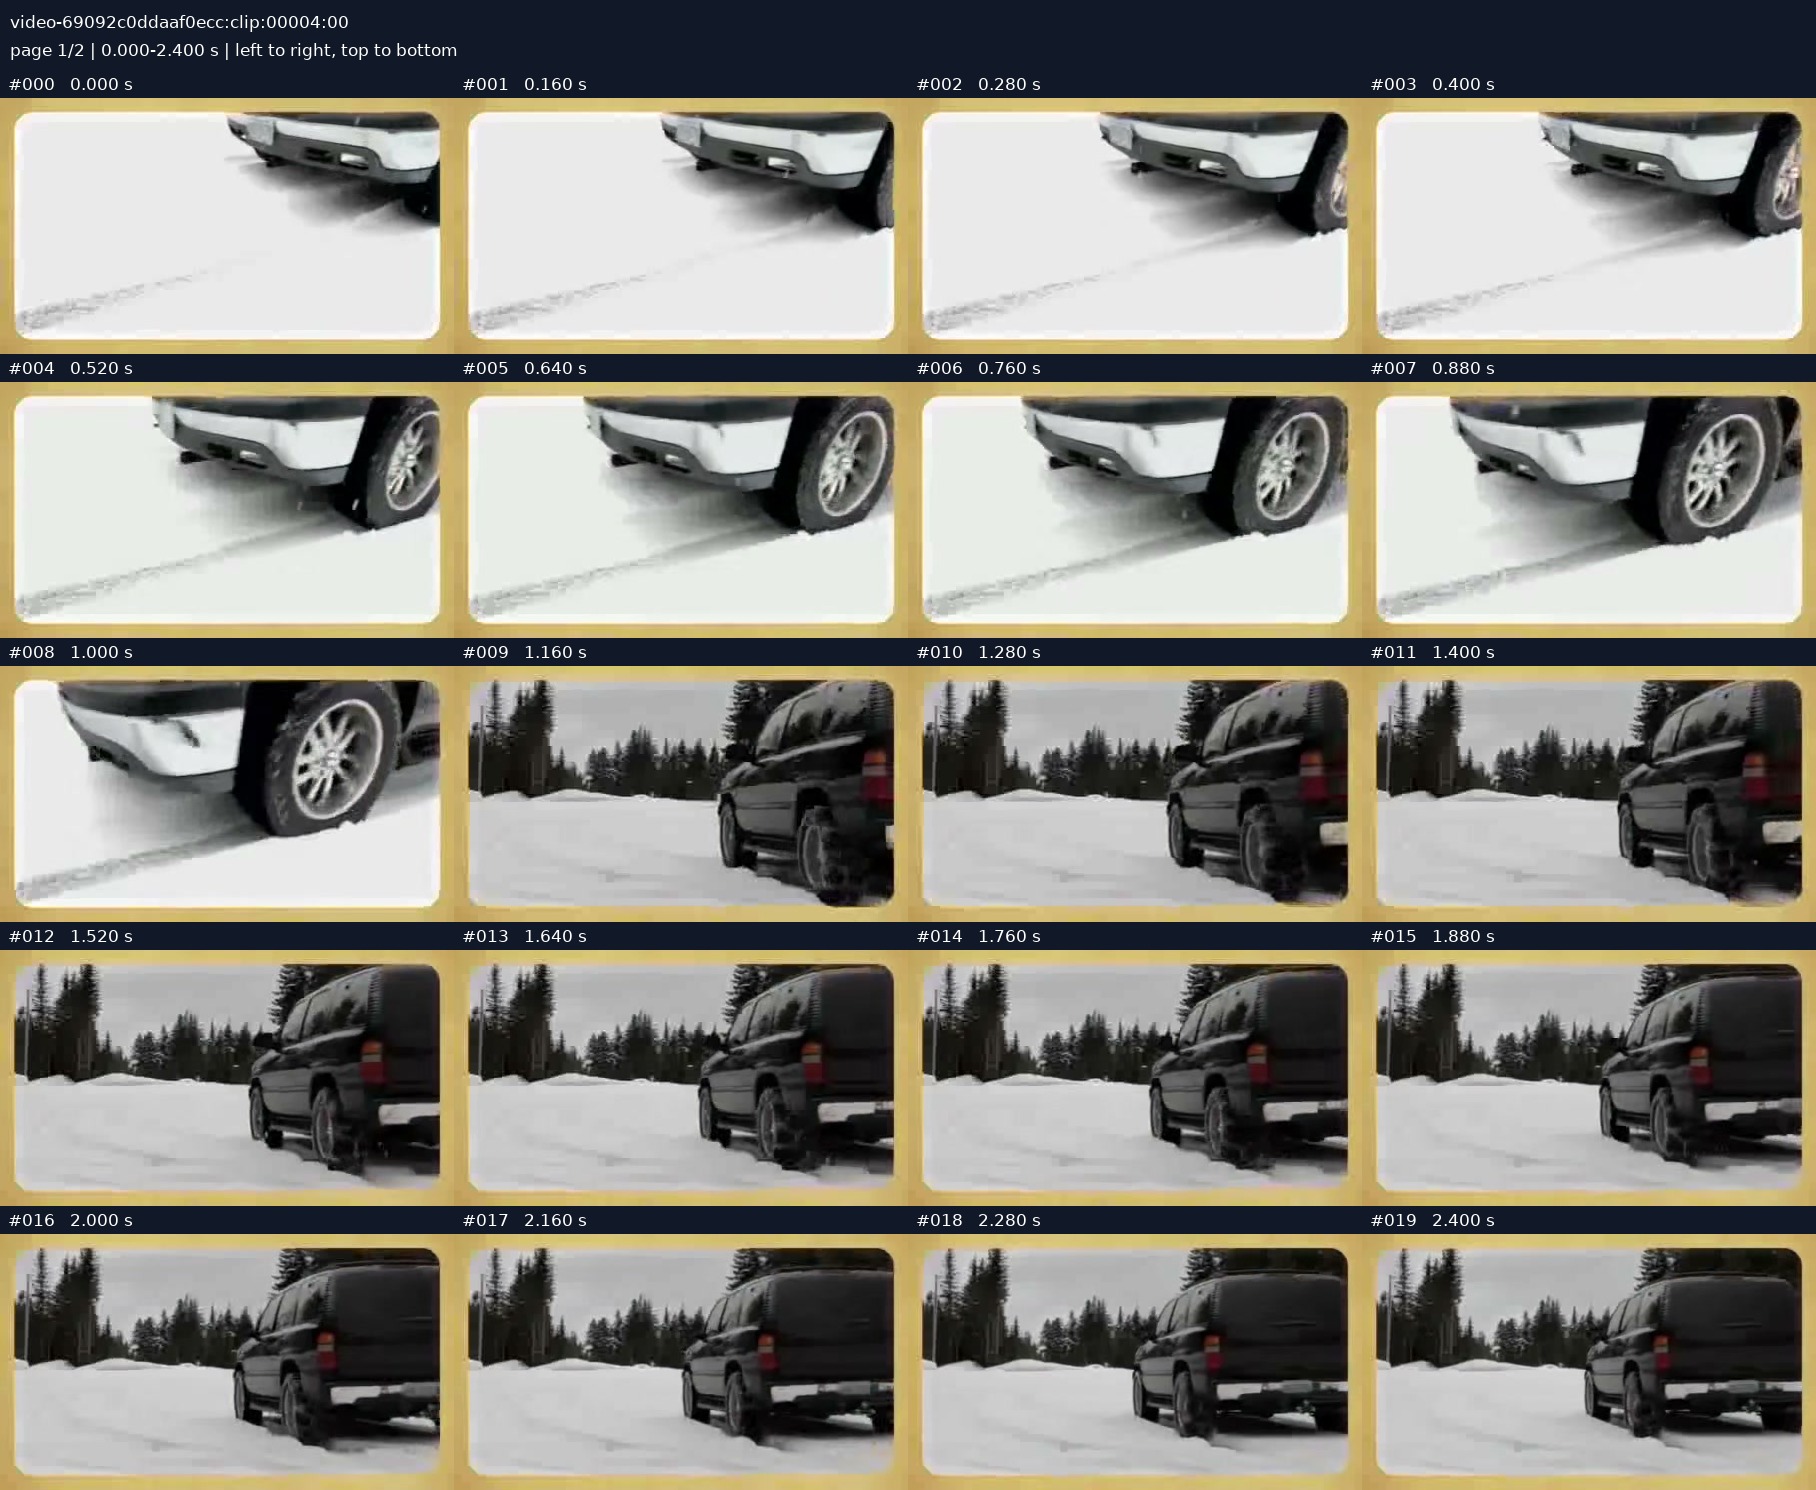 video-69092c0ddaaf0ecc:clip:00004:00
page 1/2 | 0.000-2.400 s | left to right, top to bottom
#000 0.000 s
#001 0.160 s
#002 0.280 s
#003 0.400 s
#004 0.520 s
#005 0.640 s
#006 0.760 s
#007 0.880 s
#008 1.000 s
#009 1.160 s
#010 1.280 s
#011 1.400 s
#012 1.520 s
#013 1.640 s
#014 1.760 s
#015 1.880 s
#016 2.000 s
#017 2.160 s
#018 2.280 s
#019 2.400 s